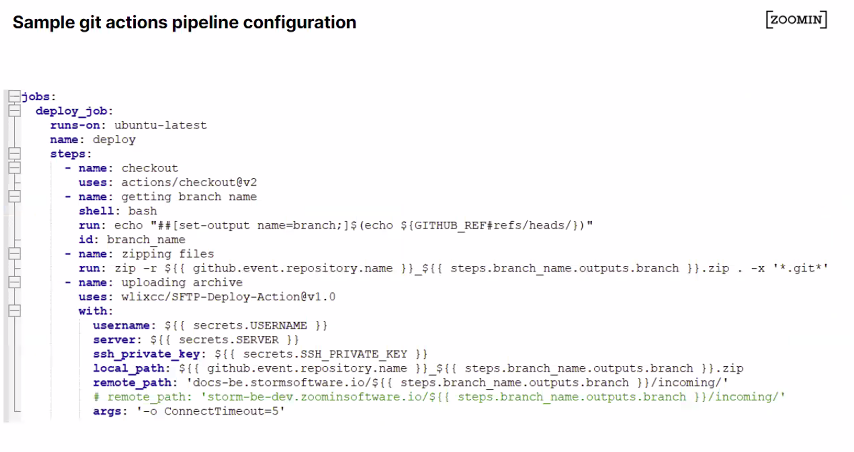 Sample git actions pipeline configuration
[ZOOMIN]
jobs:
  deploy_job:
    runs-on: ubuntu-latest
    name: deploy
    steps:
      - name: checkout
        uses: actions/checkout@v2
      - name: getting branch name
        shell: bash
        run: echo "##[set-output name=branch;]$(echo ${GITHUB_REF#refs/heads/})"
        id: branch_name
      - name: zipping files
        run: zip -r ${{ github.event.repository.name }}_${{ steps.branch_name.outputs.branch }}.zip . -x '*.git*'
      - name: uploading archive
        uses: wlixcc/SFTP-Deploy-Action@v1.0
        with:
          username: ${{ secrets.USERNAME }}
          server: ${{ secrets.SERVER }}
          ssh_private_key: ${{ secrets.SSH_PRIVATE_KEY }}
          local_path: ${{ github.event.repository.name }}_${{ steps.branch_name.outputs.branch }}.zip
          remote_path: 'docs-be.stormsoftware.io/${{ steps.branch_name.outputs.branch }}/incoming/'
          # remote_path: 'storm-be-dev.zoominsoftware.io/${{ steps.branch_name.outputs.branch }}/incoming/'
          args: '-o ConnectTimeout=5'